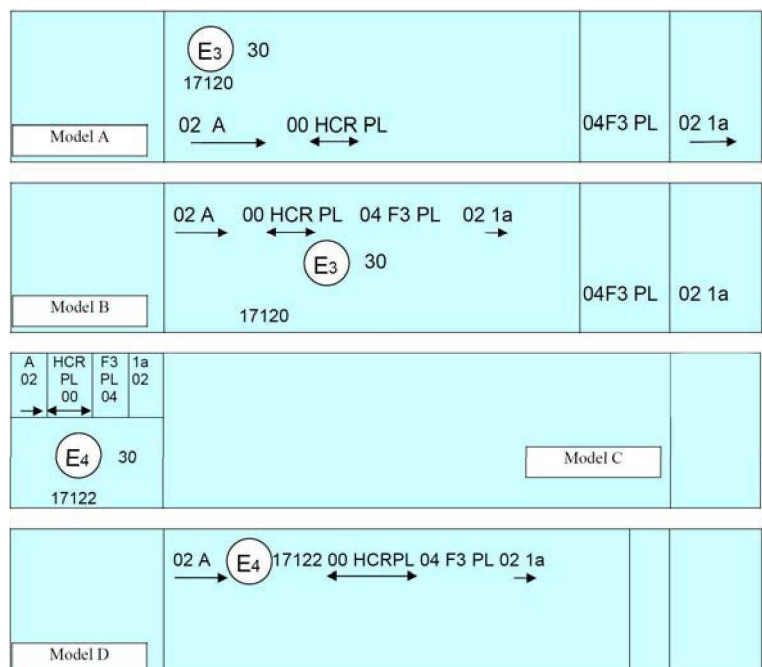 E3 30
17120
02 A 00 HCR PL 04F3 PL 02 1a
Model A
02 A 00 HCR PL 04 F3 PL 02 1a
E3 30
04F3 PL 02 1a
Model B
17120
A HCR F3 1a
02 PL PL 02
00 04
E4 30
Model C
17122
02 A E4 17122 00 HCRPL 04 F3 PL 02 1a
Model D